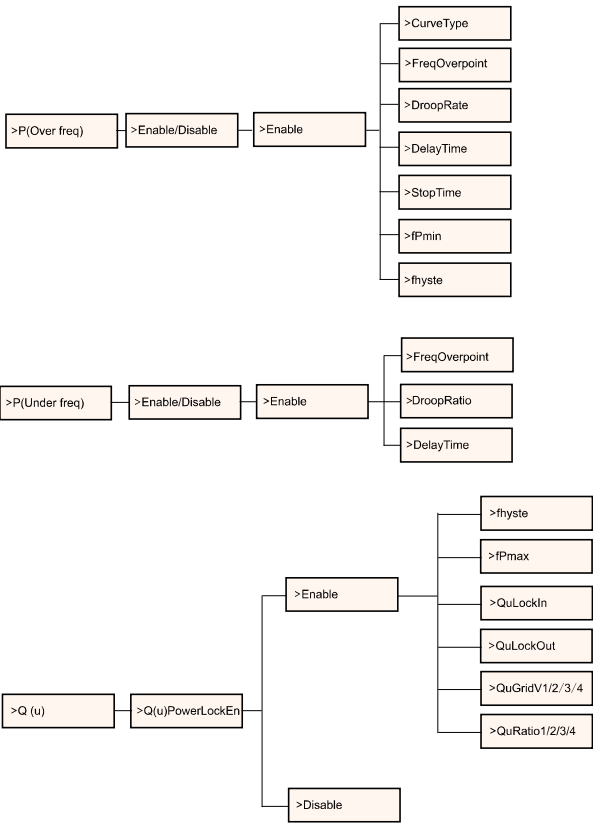 >P(Over freq)
>Enable/Disable
>Enable
>CurveType
>FreqOverpoint
>DroopRate
>DelayTime
>StopTime
>fPmin
>fhyste
>P(Under freq)
>Enable/Disable
>Enable
>FreqOverpoint
>DroopRatio
>DelayTime
>Q (u)
>Q(u)PowerLockEn
>Enable
>fhyste
>fPmax
>QuLockIn
>QuLockOut
>QuGridV1/2/3/4
>QuRatio1/2/3/4
>Disable